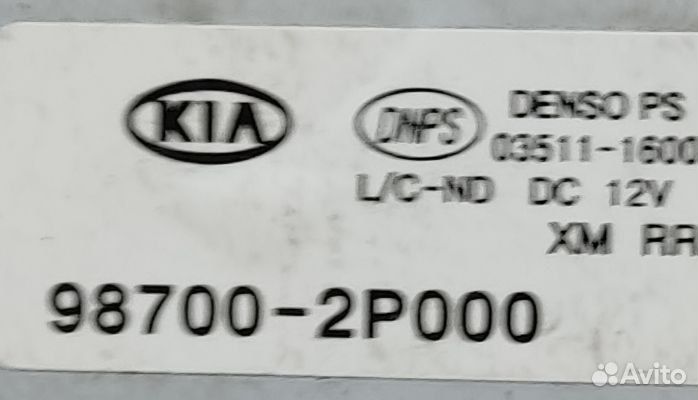 KIA
DNPS
DENSO PS
03511-1600
L/C-ND DC 12V
XM RR
98700-2P000
Avito